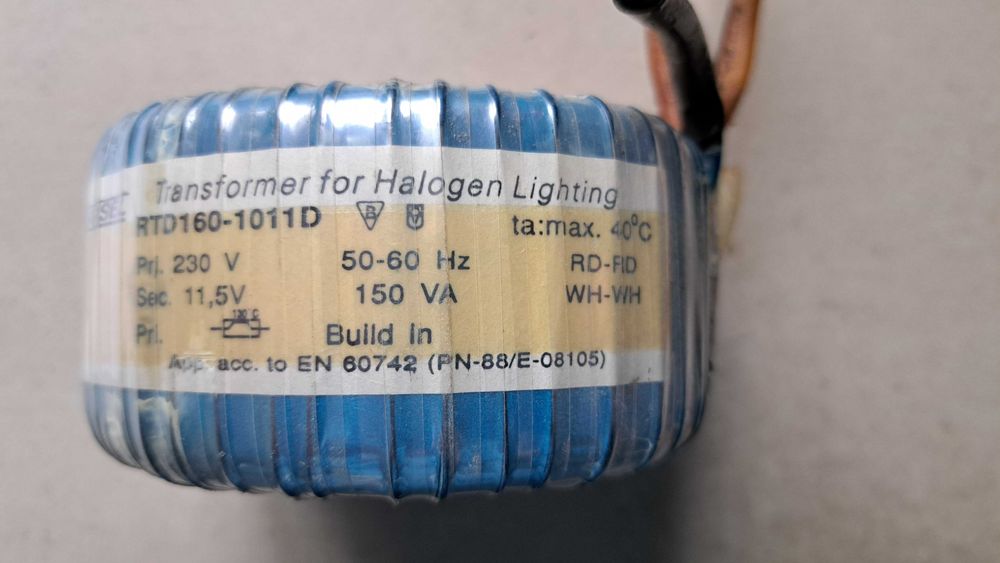 Transformer for Halogen Lighting
RTD160-1011D
ta:max. 40°C
Pri. 230 V 50-60 Hz RD-RD
Sec. 11,5V 150 VA WH-WH
Pri. Build in
App. acc. to EN 60742 (PN-88/E-08105)